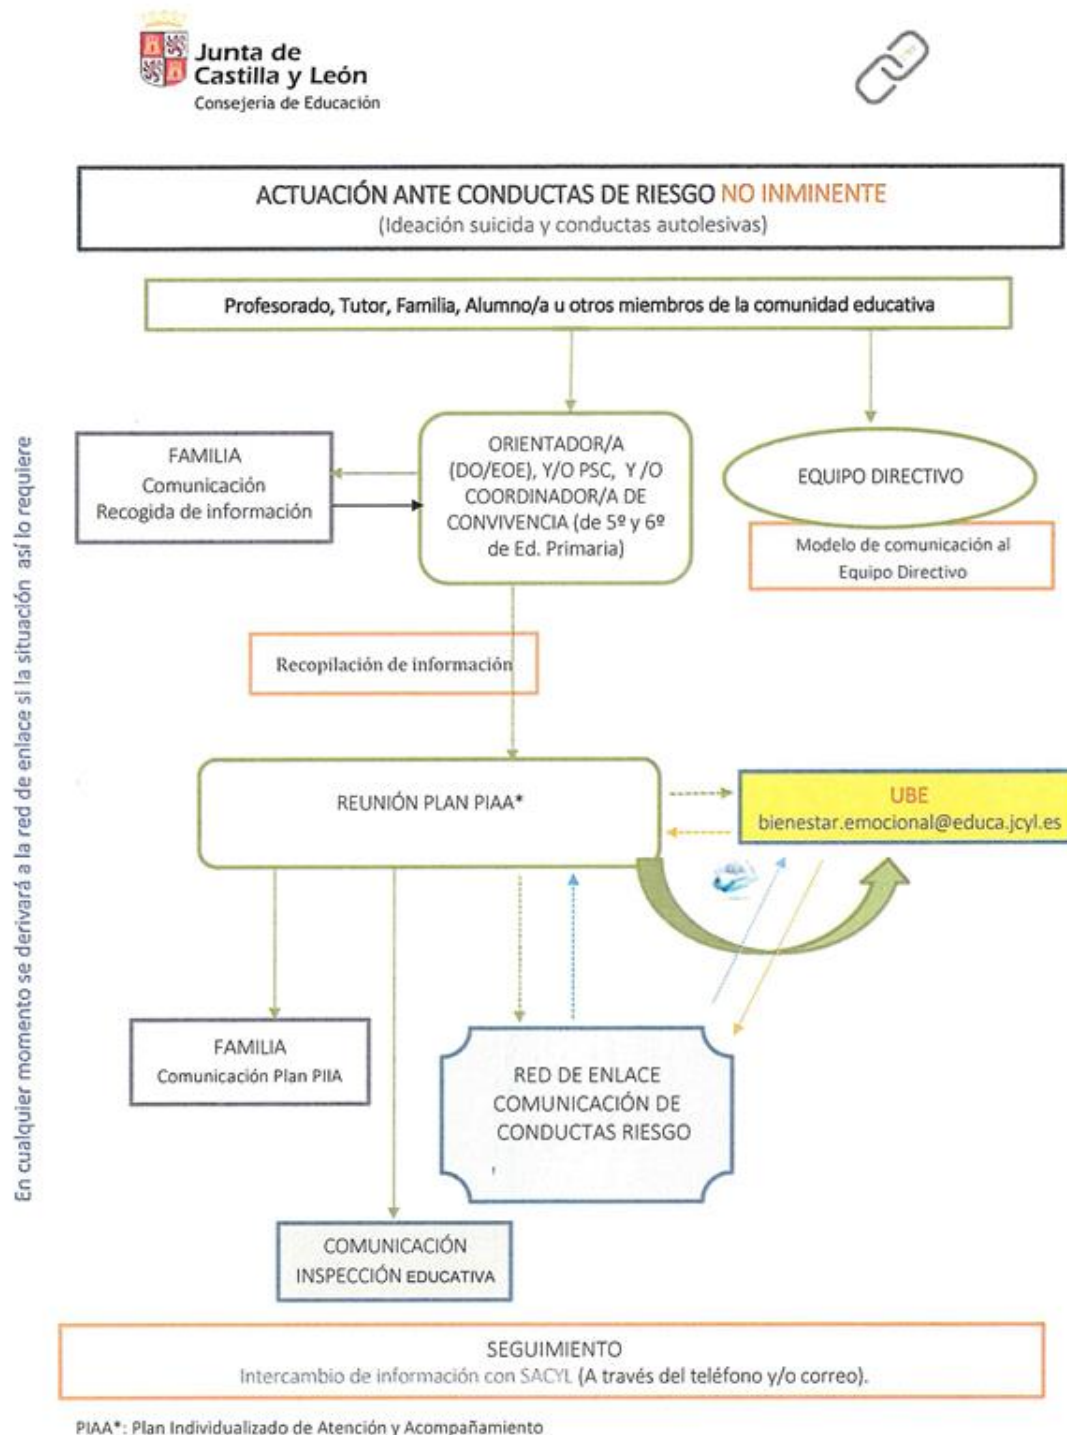 Junta de
Castilla y León
Consejería de Educación
ACTUACIÓN ANTE CONDUCTAS DE RIESGO NO INMINENTE
(Ideación suicida y conductas autolesivas)
Profesorado, Tutor, Familia, Alumno/a u otros miembros de la comunidad educativa
En cualquier momento se derivará a la red de enlace si la situación así lo requiere
FAMILIA
Comunicación
Recogida de información
ORIENTADOR/A
(DO/EOE), Y/O PSC, Y /O
COORDINADOR/A DE
CONVIVENCIA (de 5º y 6º
de Ed. Primaria)
EQUIPO DIRECTIVO
Modelo de comunicación al
Equipo Directivo
Recopilación de información
REUNIÓN PLAN PIAA*
UBE
bienestar.emocional@educa.jcyl.es
FAMILIA
Comunicación Plan PIIA
RED DE ENLACE
COMUNICACIÓN DE
CONDUCTAS RIESGO
COMUNICACIÓN
INSPECCIÓN EDUCATIVA
SEGUIMIENTO
Intercambio de información con SACYL (A través del teléfono y/o correo).
PIAA*: Plan Individualizado de Atención y Acompañamiento